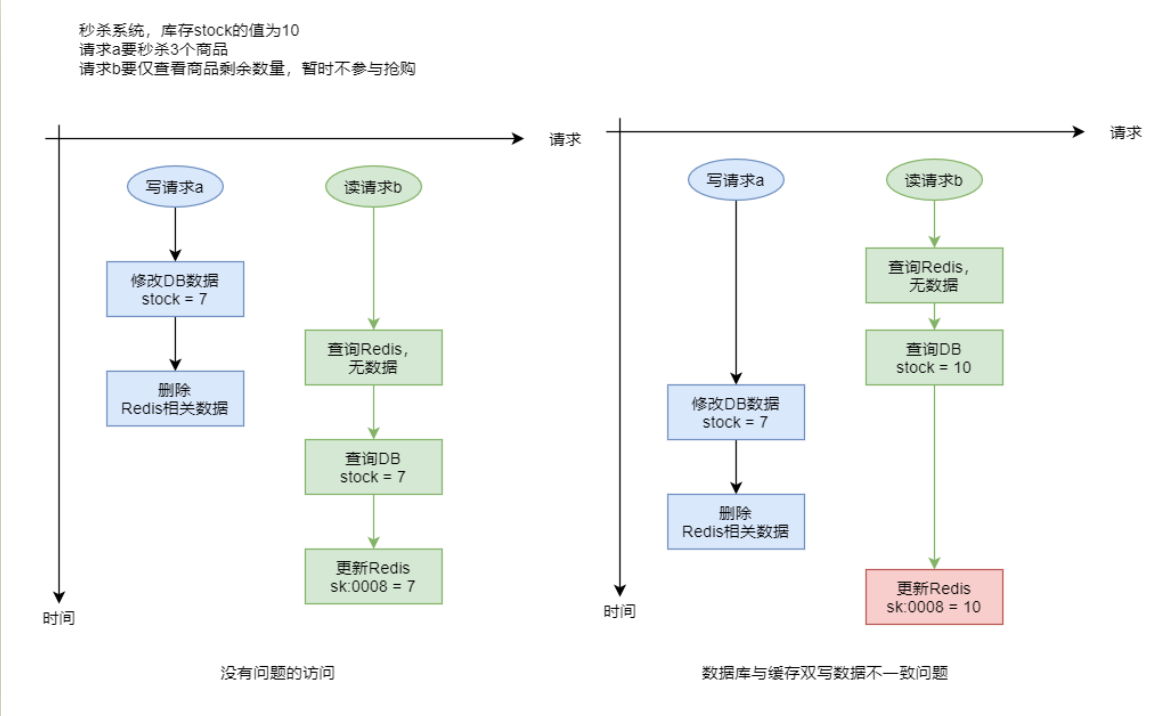 秒杀系统，库存stock的值为10
请求a要秒杀3个商品
请求b要仅查看商品剩余数量，暂时不参与抢购
请求
写请求a
读请求b
修改DB数据
stock = 7
查询Redis，
无数据
删除
Redis相关数据
查询DB
stock = 7
更新Redis
sk:0008 = 7
时间
没有问题的访问
请求
写请求a
读请求b
查询Redis，
无数据
查询DB
stock = 10
修改DB数据
stock = 7
删除
Redis相关数据
更新Redis
sk:0008 = 10
时间
数据库与缓存双写数据不一致问题